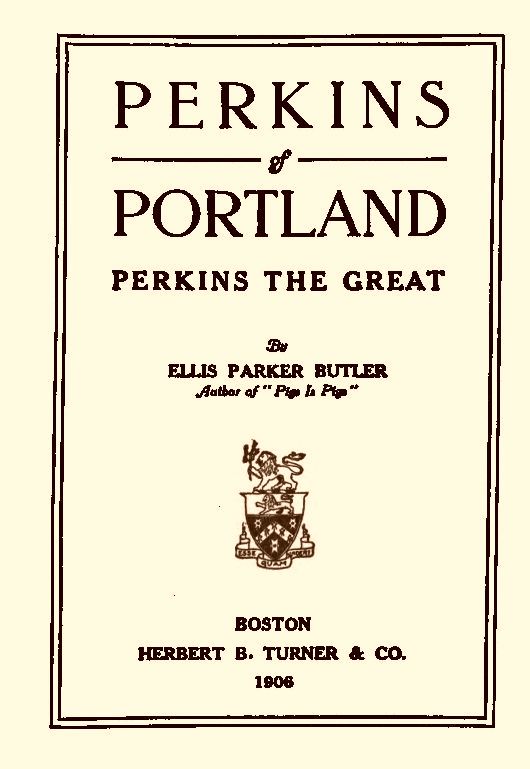 PERKINS
of
PORTLAND
PERKINS THE GREAT
By
ELLIS PARKER BUTLER
Author of "Pigs Is Pigs"
ESSE QUAM
BOSTON
HERBERT B. TURNER & CO.
1906